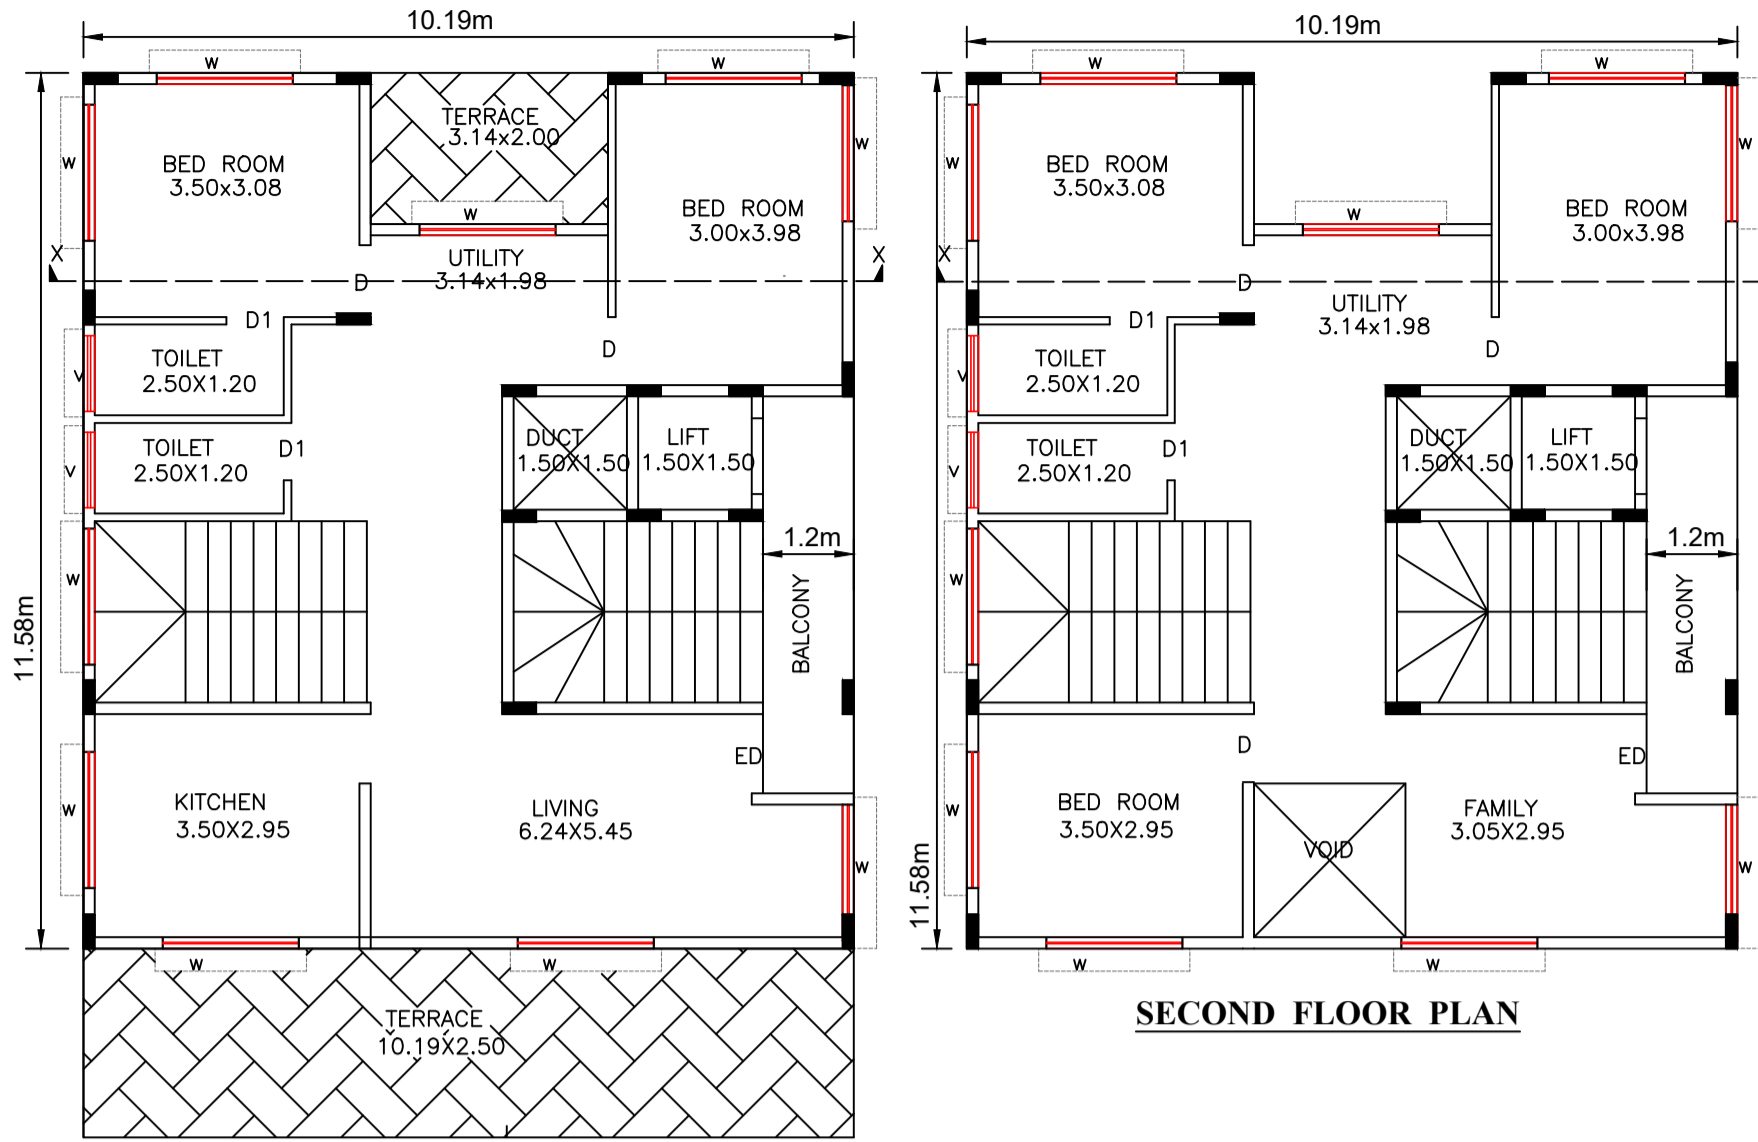 10.19m
W
W
TERRACE
3.14x2.00
W
W
BED ROOM
3.50x3.08
BED ROOM
3.00x3.98
W
X
X
UTILITY
3.14x1.98
D
D1
D
TOILET
2.50X1.20
V
TOILET
2.50X1.20
D1
V
DUCT
1.50X1.50
LIFT
1.50X1.50
1.2m
W
BALCONY
11.58m
ED
KITCHEN
3.50X2.95
W
LIVING
6.24X5.45
W
W
W
TERRACE
10.19X2.50
10.19m
W
W
W
W
BED ROOM
3.50x3.08
BED ROOM
3.00x3.98
W
X
D
UTILITY
3.14x1.98
D1
D
TOILET
2.50X1.20
V
TOILET
2.50X1.20
V
DUCT
1.50X1.50
LIFT
1.50X1.50
1.2m
W
BALCONY
D
ED
BED ROOM
3.50X2.95
W
VOID
FAMILY
3.05X2.95
W
11.58m
W
W
SECOND FLOOR PLAN